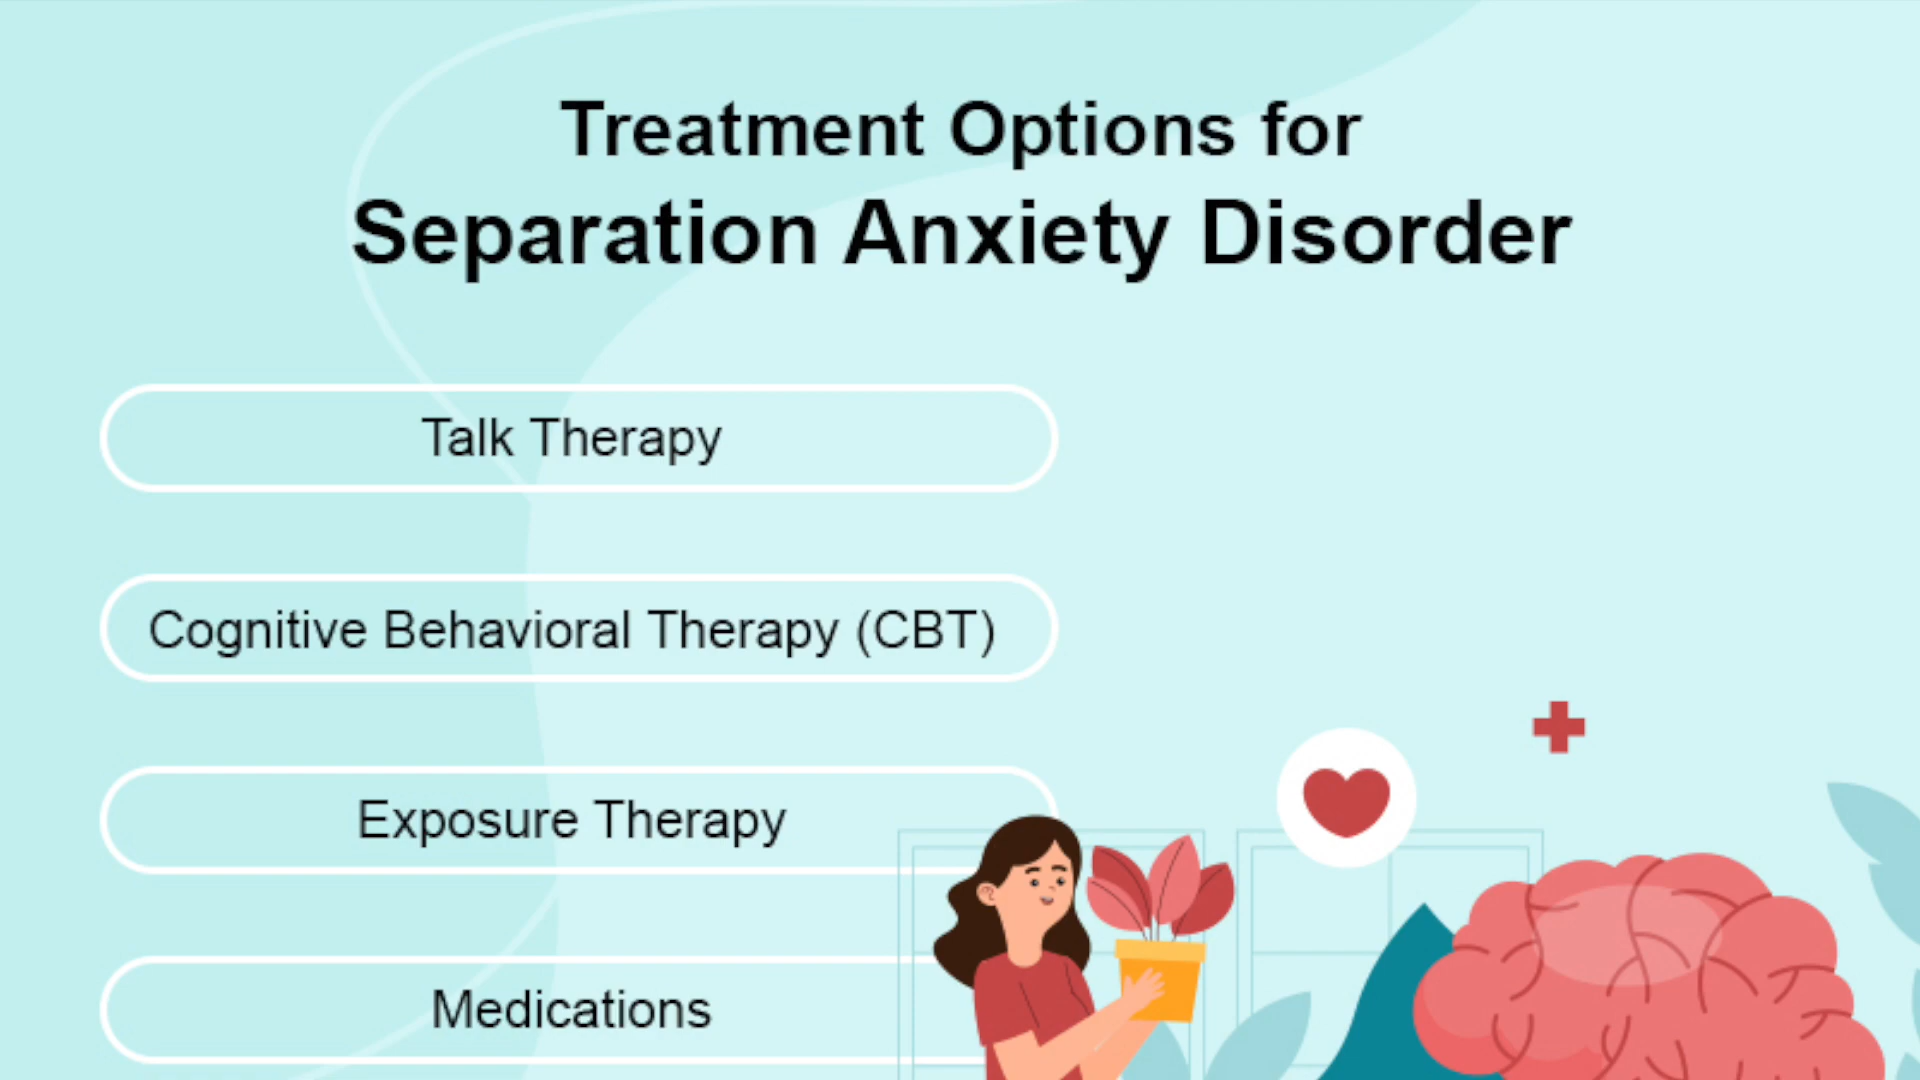 Treatment Options for
Separation Anxiety Disorder
Talk Therapy
Cognitive Behavioral Therapy (CBT)
Exposure Therapy
Medications